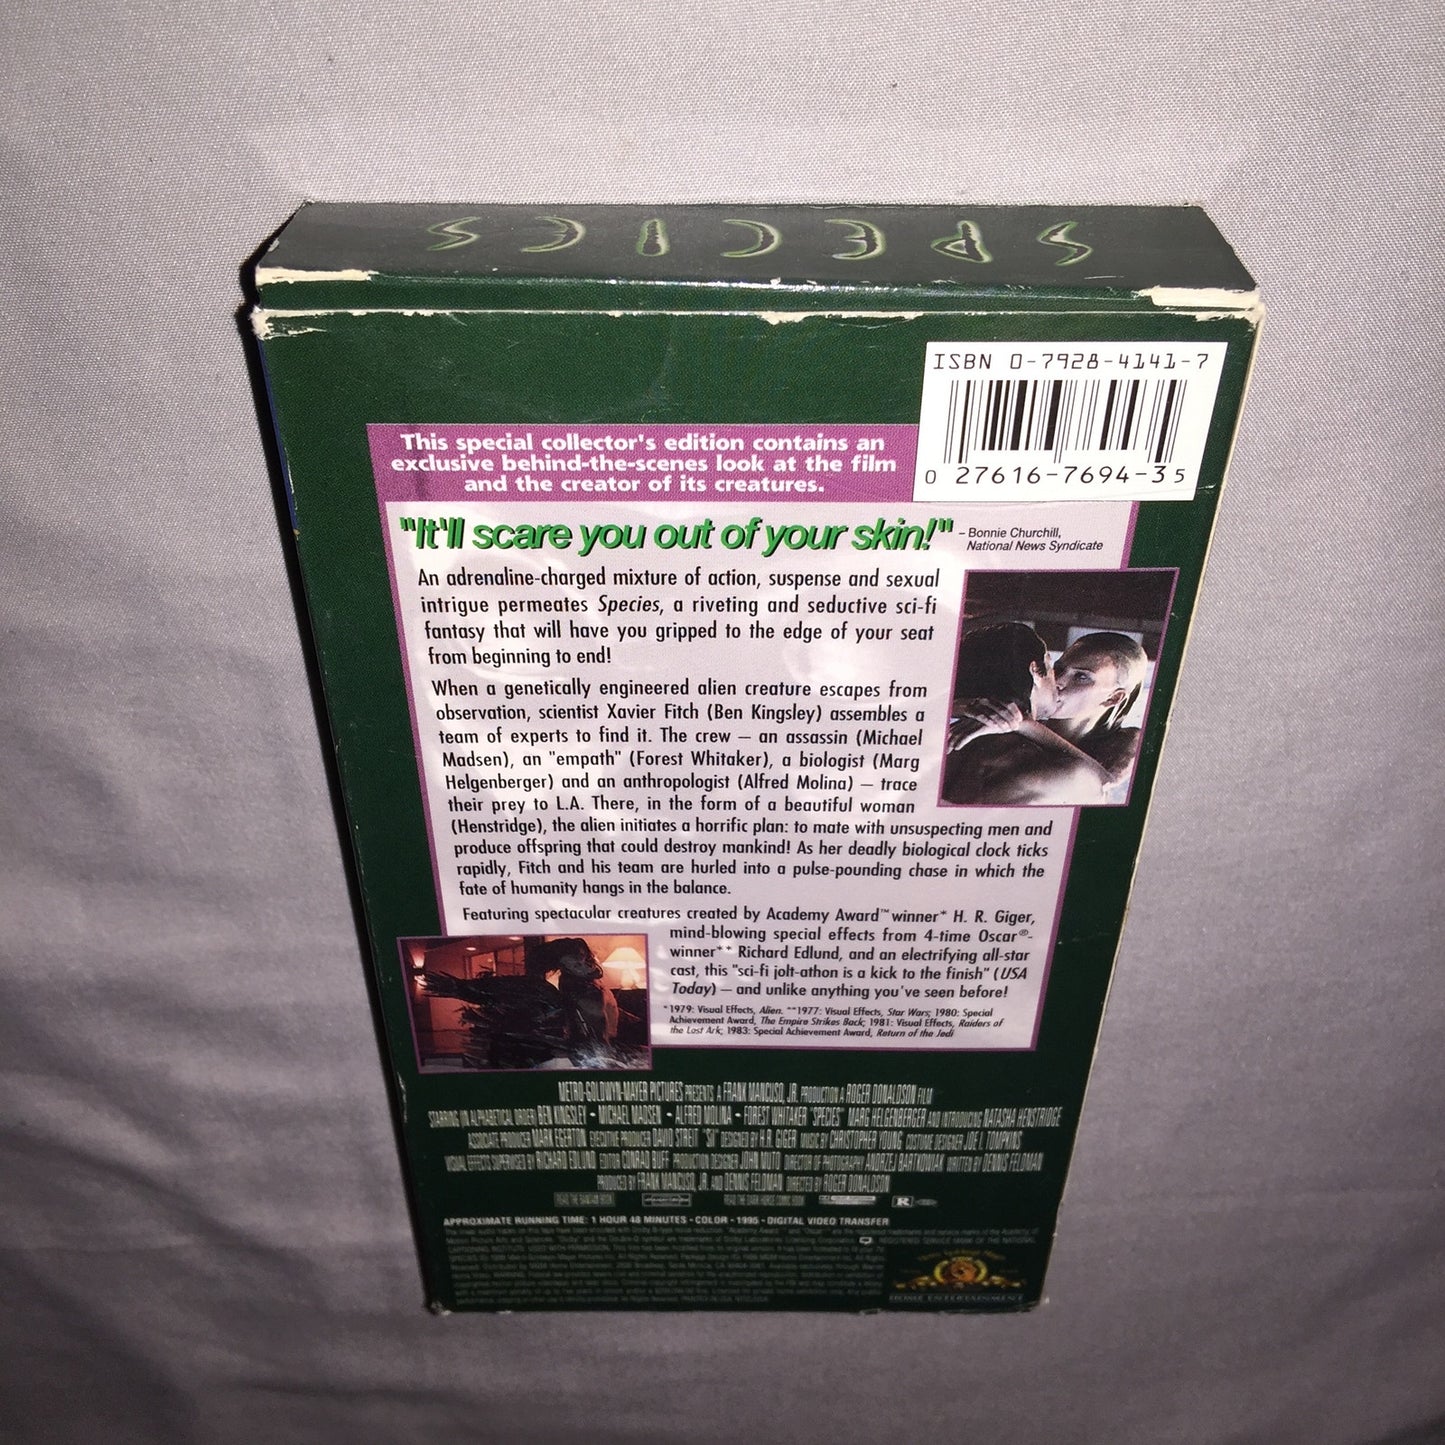 SPECIES
ISBN 0-7928-4141-7
0 27616-7694-3 5
This special collector's edition contains an
exclusive behind-the-scenes look at the film
and the creator of its creatures.
"It'll scare you out of your skin!"
– Bonnie Churchill,
National News Syndicate
An adrenaline-charged mixture of action, suspense and sexual
intrigue permeates Species, a riveting and seductive sci-fi
fantasy that will have you gripped to the edge of your seat
from beginning to end!
When a genetically engineered alien creature escapes from
observation, scientist Xavier Fitch (Ben Kingsley) assembles a
team of experts to find it. The crew – an assassin (Michael
Madsen), an "empath" (Forest Whitaker), a biologist (Marg
Helgenberger) and an anthropologist (Alfred Molina) – trace
their prey to L.A. There, in the form of a beautiful woman
(Henstridge), the alien initiates a horrific plan: to mate with unsuspecting men and
produce offspring that could destroy mankind! As her deadly biological clock ticks
rapidly, Fitch and his team are hurled into a pulse-pounding chase in which the
fate of humanity hangs in the balance.
Featuring spectacular creatures created by Academy Award™ winner* H. R. Giger,
mind-blowing special effects from 4-time Oscar®-
winner** Richard Edlund, and an electrifying all-star
cast, this "sci-fi jolt-athon is a kick to the finish" (USA
Today) – and unlike anything you've seen before!
*1979: Visual Effects, Alien. **1977: Visual Effects, Star Wars; 1980: Special
Achievement Award, The Empire Strikes Back; 1981: Visual Effects, Raiders of
the Lost Ark; 1983: Special Achievement Award, Return of the Jedi
METRO-GOLDWYN-MAYER PICTURES PRESENTS A FRANK MANCUSO, JR. PRODUCTION A ROGER DONALDSON FILM
STARRING (IN ALPHABETICAL ORDER) BEN KINGSLEY • MICHAEL MADSEN • ALFRED MOLINA • FOREST WHITAKER "SPECIES" MARG HELGENBERGER AND INTRODUCING NATASHA HENSTRIDGE
ASSOCIATE PRODUCER MARK EGERTON EXECUTIVE PRODUCER DAVID STREIT "SIL" DESIGNED BY H.R. GIGER MUSIC BY CHRISTOPHER YOUNG COSTUME DESIGNER JOE I. TOMPKINS
VISUAL EFFECTS SUPERVISED BY RICHARD EDLUND EDITOR CONRAD BUFF PRODUCTION DESIGNER JOHN MUTO DIRECTOR OF PHOTOGRAPHY ANDRZEJ BARTKOWIAK WRITTEN BY DENNIS FELDMAN
PRODUCED BY FRANK MANCUSO, JR. AND DENNIS FELDMAN DIRECTED BY ROGER DONALDSON
READ THE BANTAM BOOK READ THE DARK HORSE COMIC BOOK R
APPROXIMATE RUNNING TIME: 1 HOUR 48 MINUTES - COLOR - 1995 - DIGITAL VIDEO TRANSFER
HOME ENTERTAINMENT